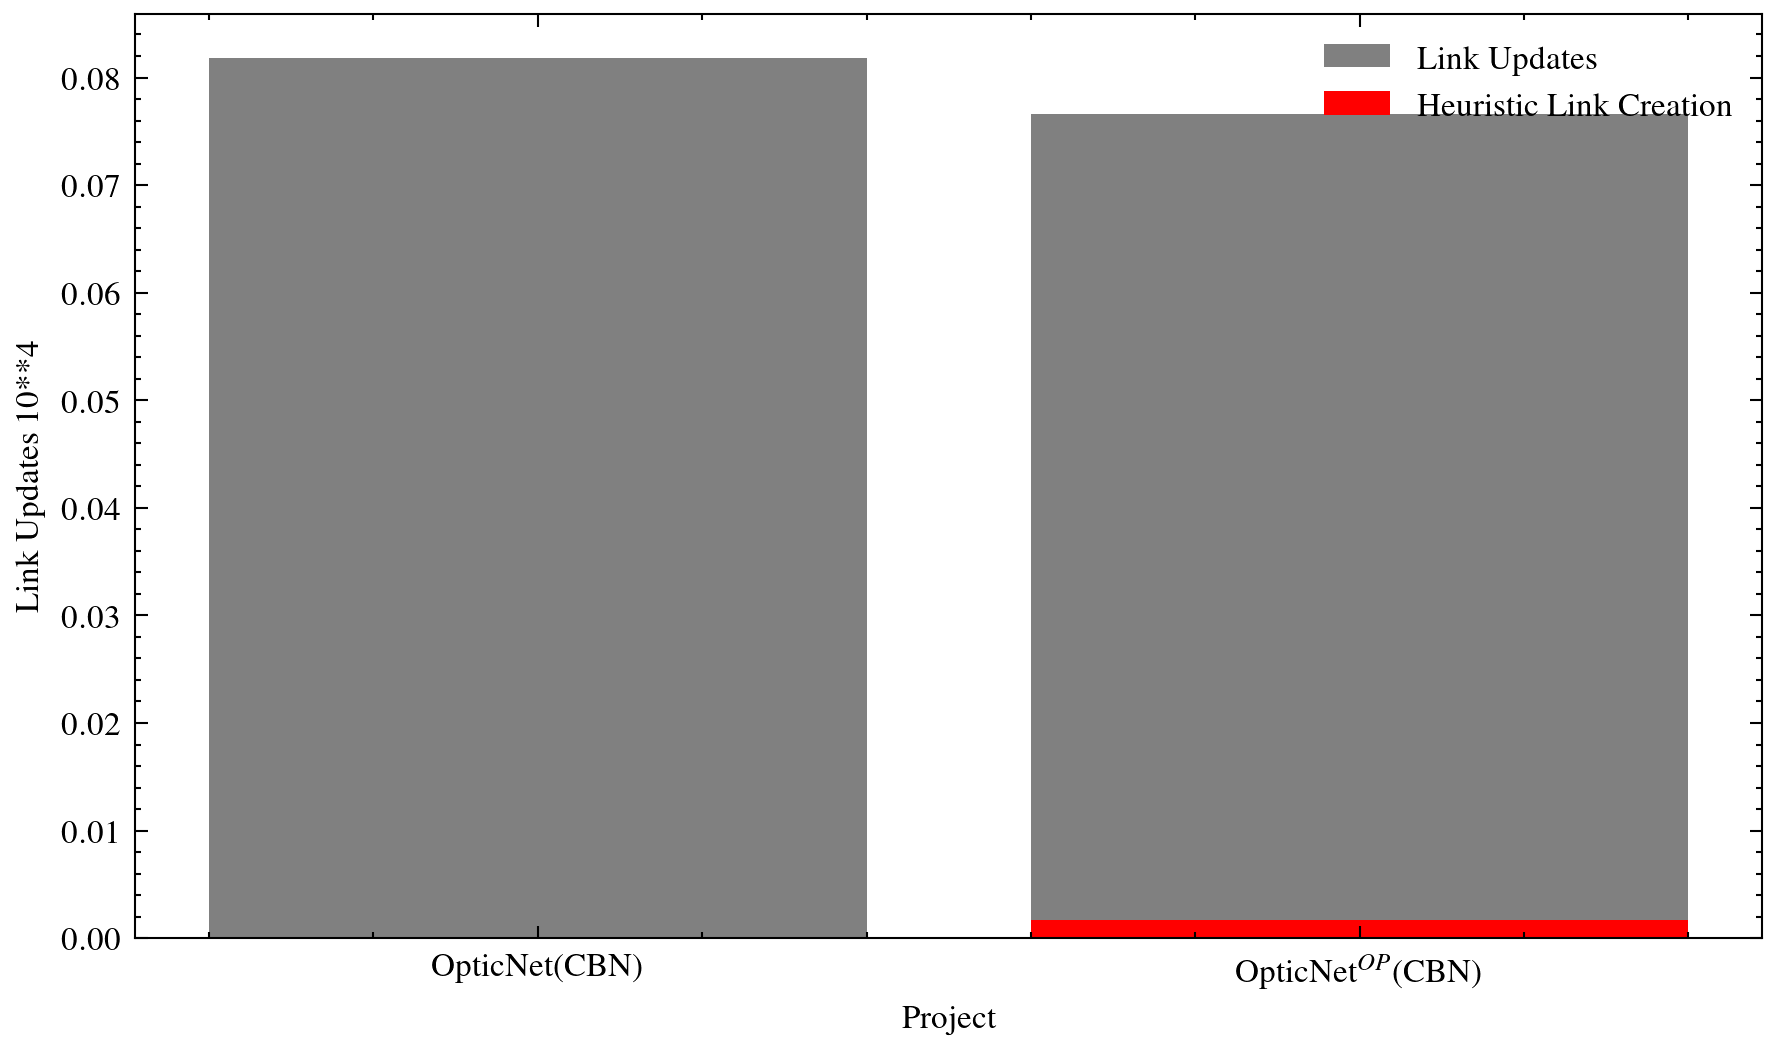 Link Updates
Heuristic Link Creation
0.08
0.07
0.06
0.05
0.04
0.03
0.02
0.01
0.00
Link Updates 10**4
OpticNet(CBN)
OpticNet^{OP}(CBN)
Project